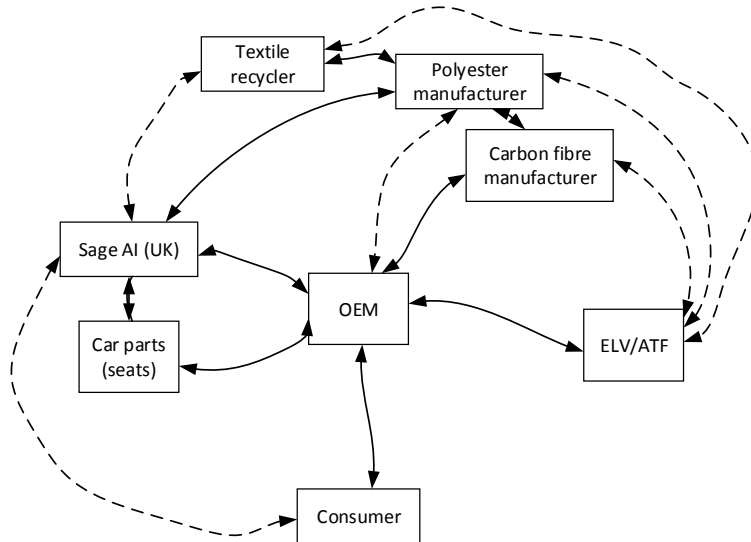 Textile
recycler
Polyester
manufacturer
Carbon fibre
manufacturer
Sage AI (UK)
OEM
Car parts
(seats)
ELV/ATF
Consumer